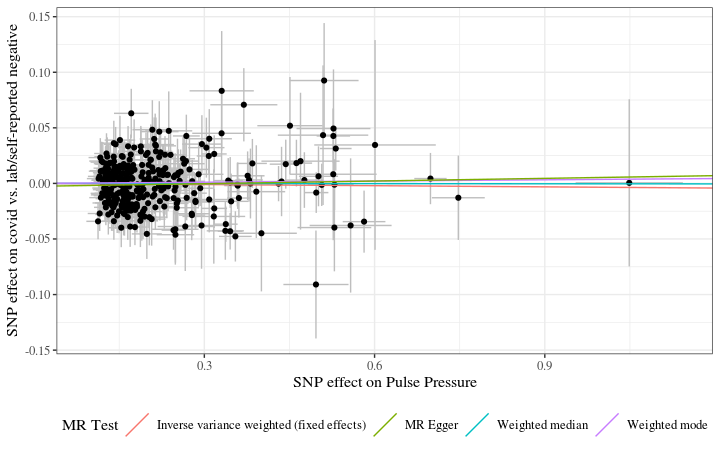 SNP effect on covid vs. lab/self-reported negative
0.15
0.10
0.05
0.00
-0.05
-0.10
-0.15
0.3
0.6
0.9
SNP effect on Pulse Pressure
MR Test
Inverse variance weighted (fixed effects)
MR Egger
Weighted median
Weighted mode